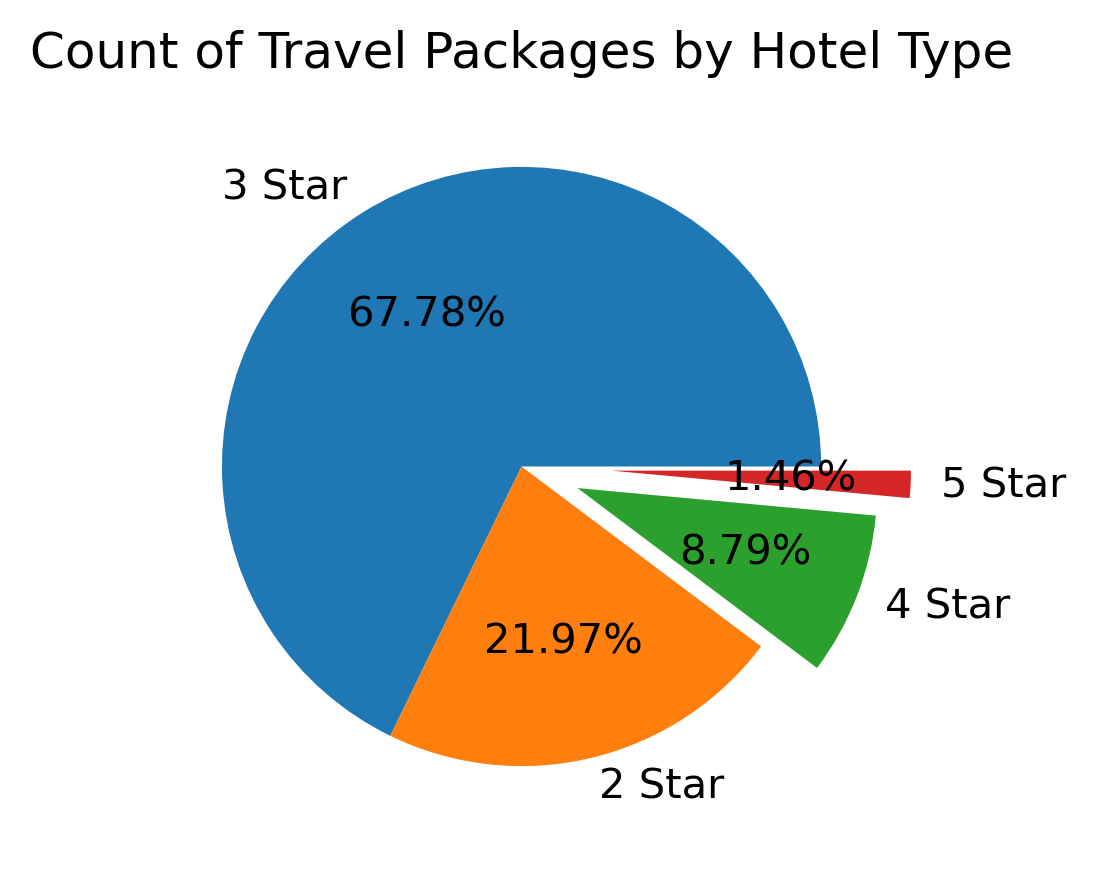 Count of Travel Packages by Hotel Type
3 Star
67.78%
1.46%
5 Star
8.79%
4 Star
21.97%
2 Star